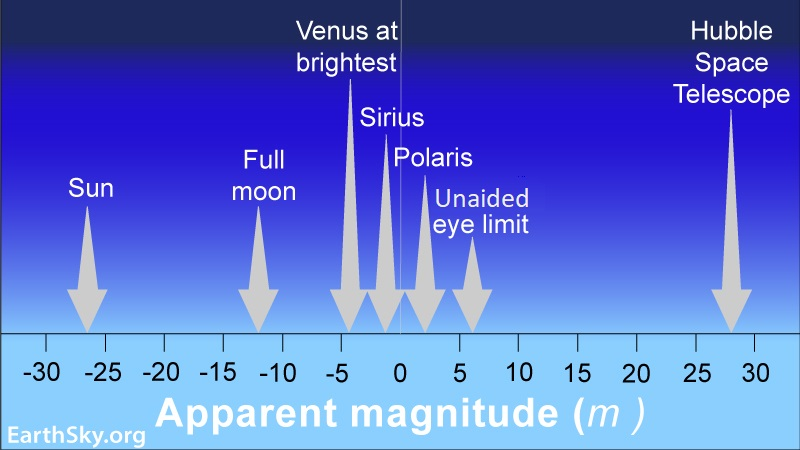 Venus at
brightest
Hubble
Space
Telescope
Sirius
Polaris
Full
moon
Sun
Unaided
eye limit
-30 -25 -20 -15 -10 -5 0 5 10 15 20 25 30
Apparent magnitude (m )
EarthSky.org